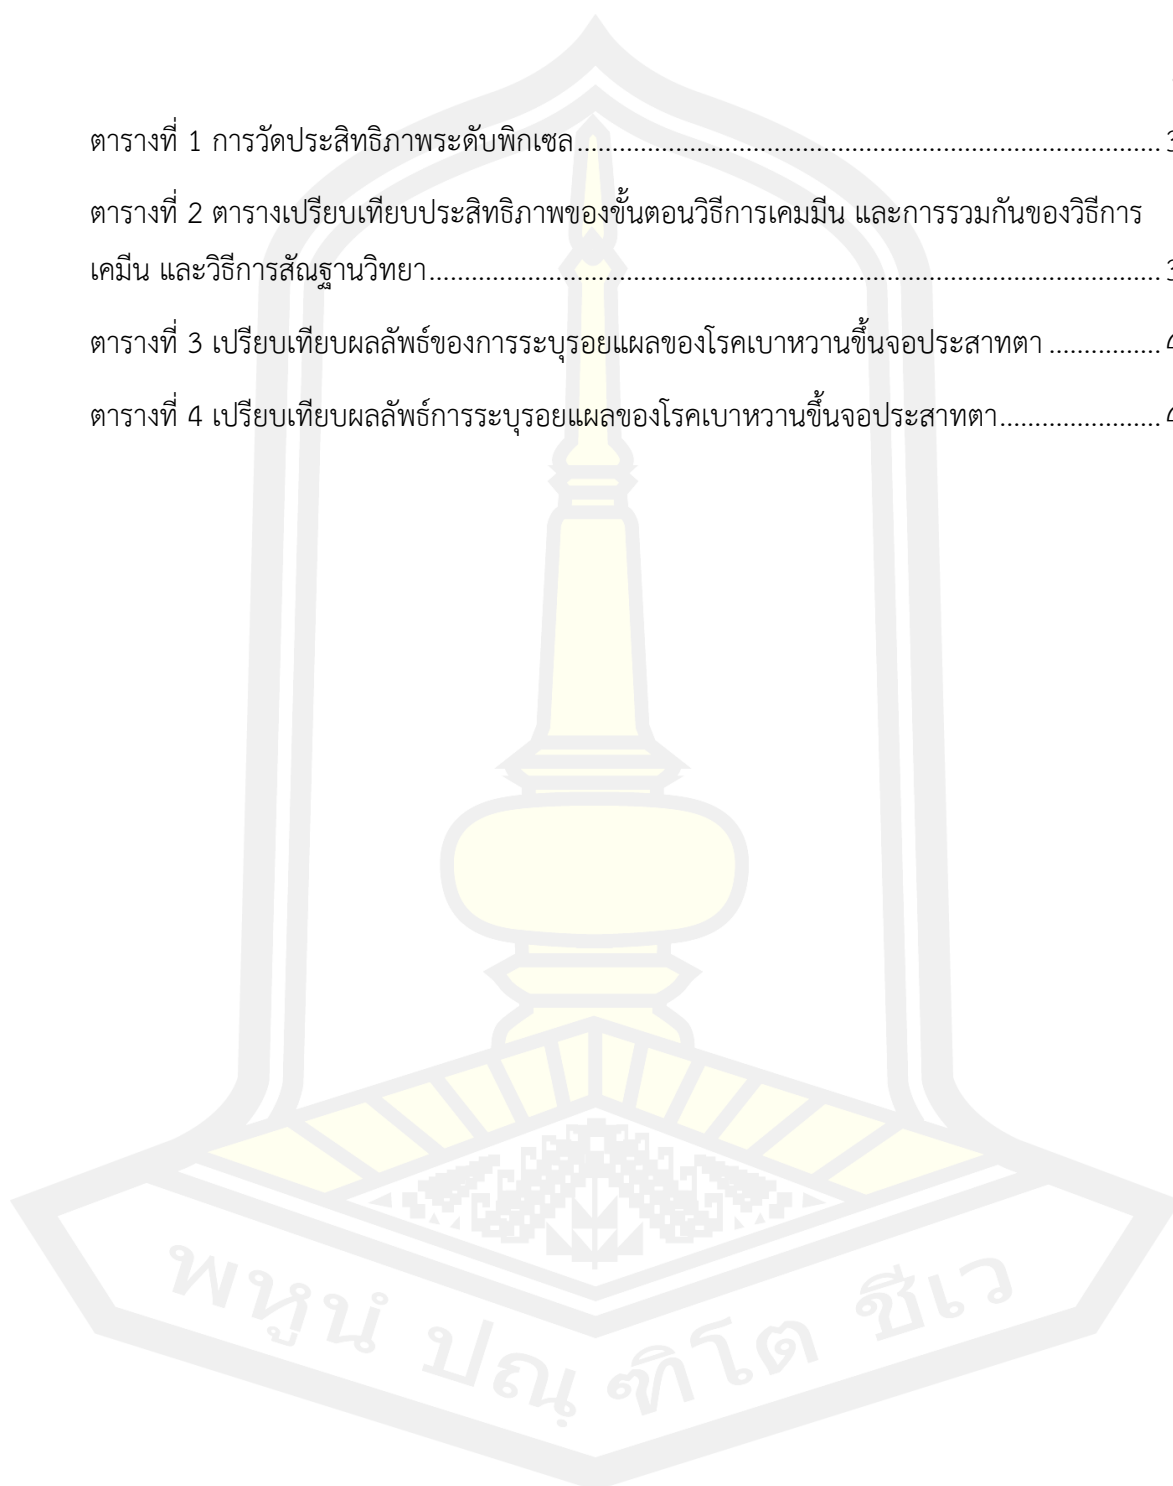 ตารางที่ 1 การวัดประสิทธิภาพระดับพิกเซล........................................................................................ 3
ตารางที่ 2 ตารางเปรียบเทียบประสิทธิภาพของขั้นตอนวิธีการเคมมีน และการรวมกันของวิธีการ
เคมีน และวิธีการสัณฐานวิทยา............................................................................................................. 3
ตารางที่ 3 เปรียบเทียบผลลัพธ์ของการระบุรอยแผลของโรคเบาหวานขึ้นจอประสาทตา ................ 4
ตารางที่ 4 เปรียบเทียบผลลัพธ์การระบุรอยแผลของโรคเบาหวานขึ้นจอประสาทตา....................... 4
พหูนํ ปณฺฑิโต ชีเว